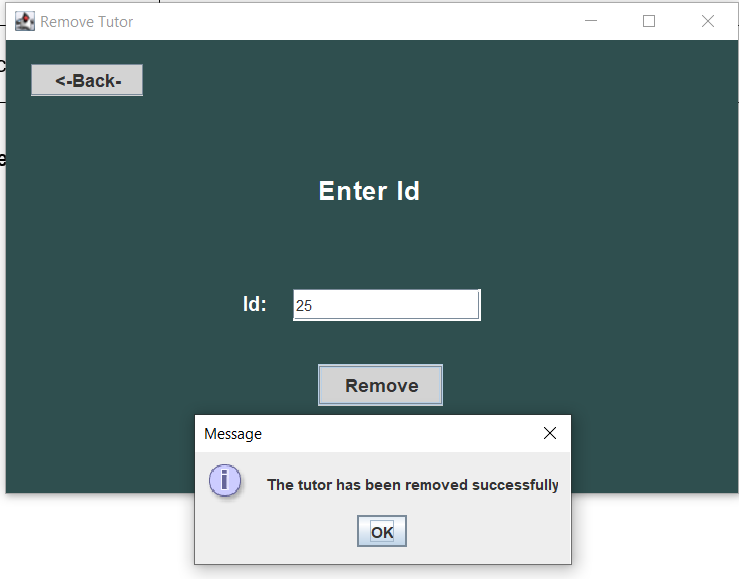 Remove Tutor
<-Back-
Enter Id
Id: 25
Remove
Message
The tutor has been removed successfully
OK